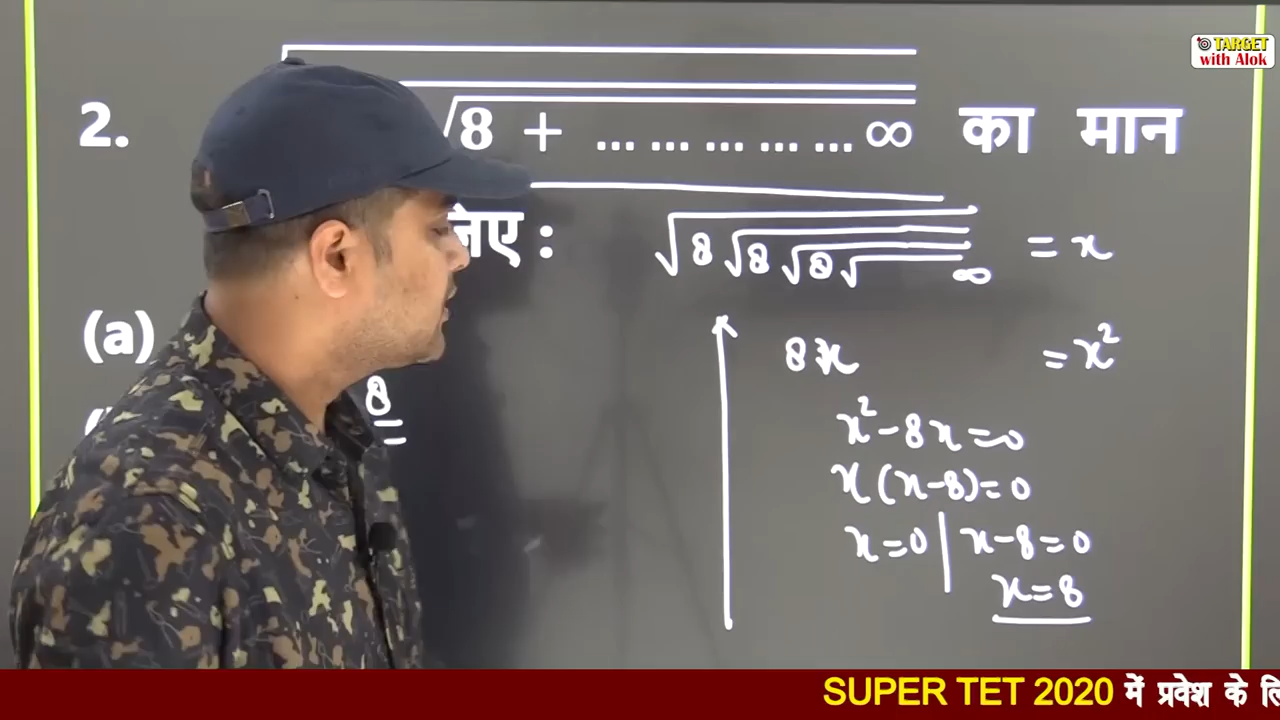 TARGET
with Alok
2. √8 + ... ... ... ... ... ∞ का मान
√8√8√8√ ∞ = x
(a)
8x = x²
8
x² - 8x = 0
x(x-8) = 0
x = 0 | x-8 = 0
x = 8
SUPER TET 2020 में प्रवेश के